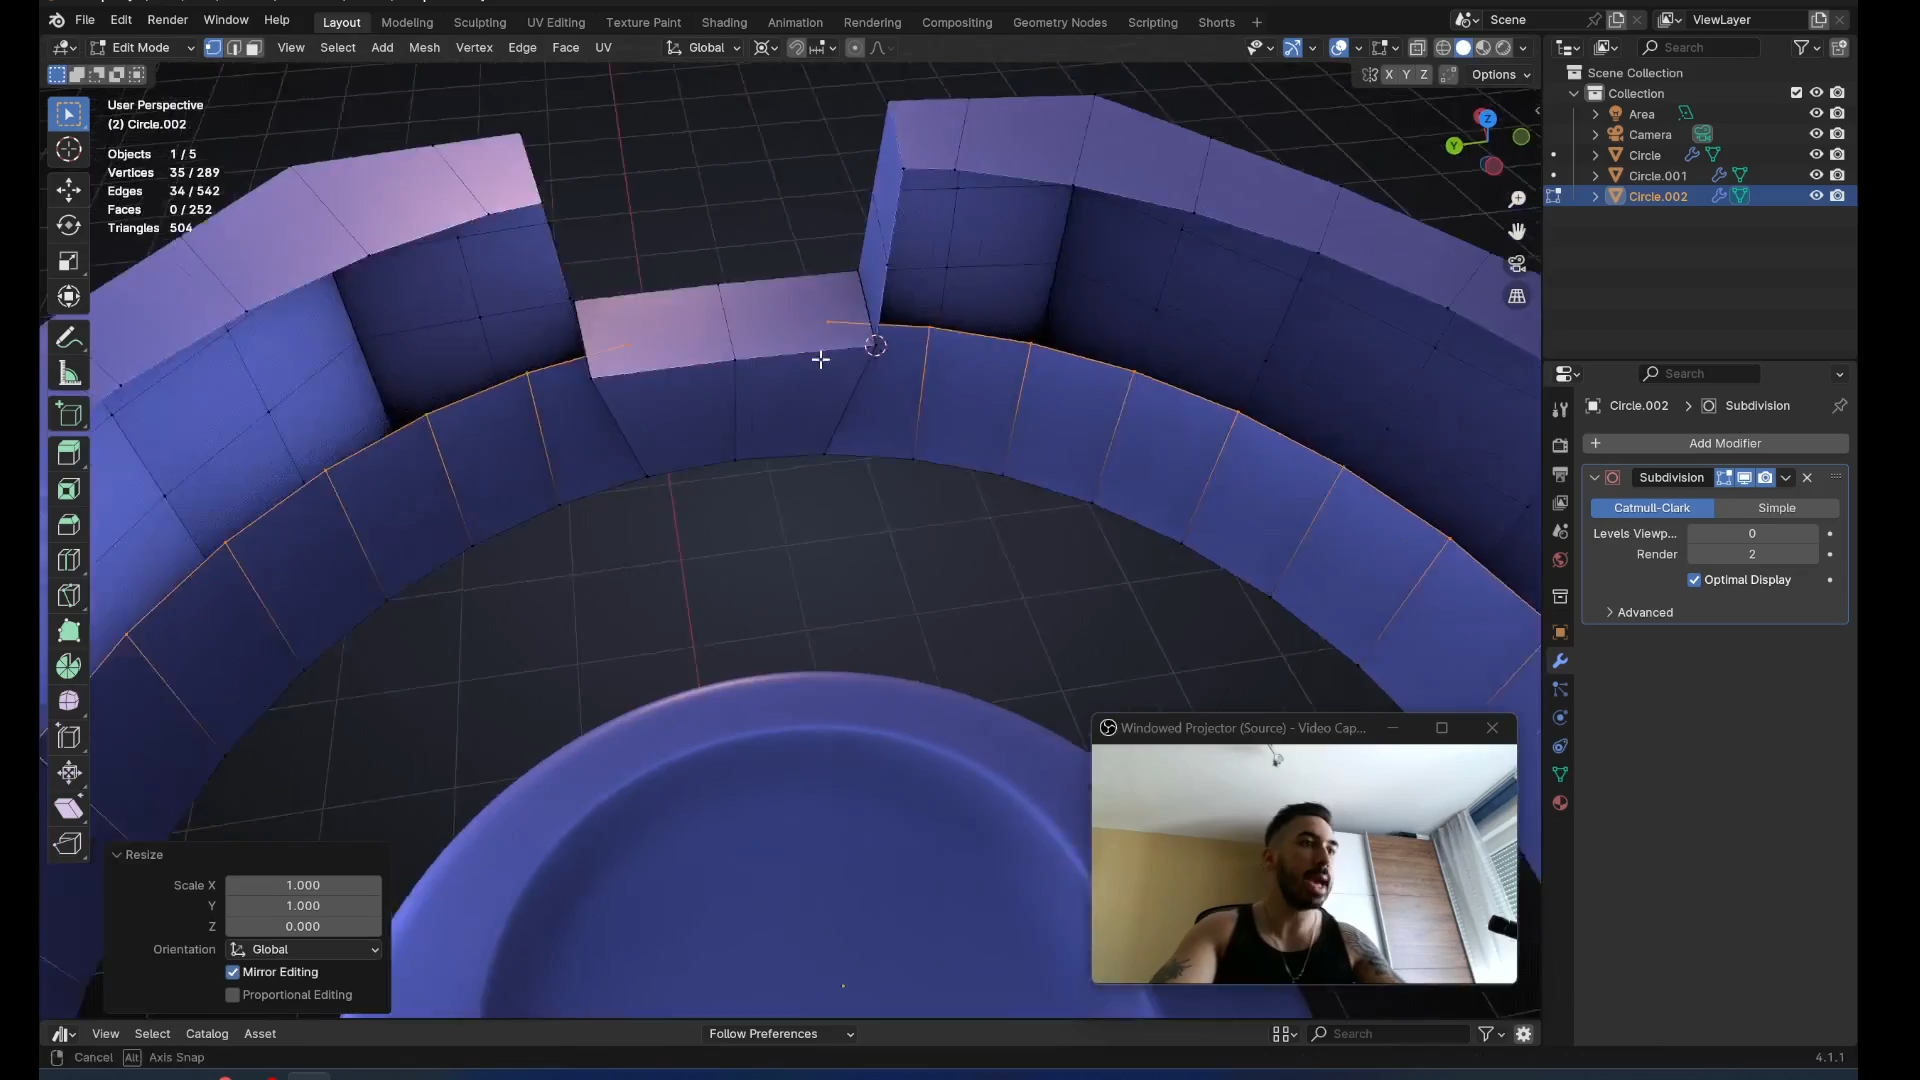 File Edit Render Window Help
Layout Modeling Sculpting UV Editing Texture Paint Shading Animation Rendering Compositing Geometry Nodes Scripting Shorts +
Scene
ViewLayer
Edit Mode View Select Add Mesh Vertex Edge Face UV
Global
Search
X Y Z
Options
User Perspective
(2) Circle.002
Objects 1 / 5
Vertices 35 / 289
Edges 34 / 542
Faces 0 / 252
Triangles 504
Z
Y
Scene Collection
Collection
Area
Camera
Circle
Circle.001
Circle.002
Search
Circle.002 > Subdivision
+ Add Modifier
Subdivision
Catmull-Clark Simple
Levels Viewp... 0
Render 2
Optimal Display
Advanced
Windowed Projector (Source) - Video Cap...
Resize
Scale X 1.000
Y 1.000
Z 0.000
Orientation Global
Mirror Editing
Proportional Editing
View Select Catalog Asset
Follow Preferences
Search
Cancel Alt Axis Snap
4.1.1